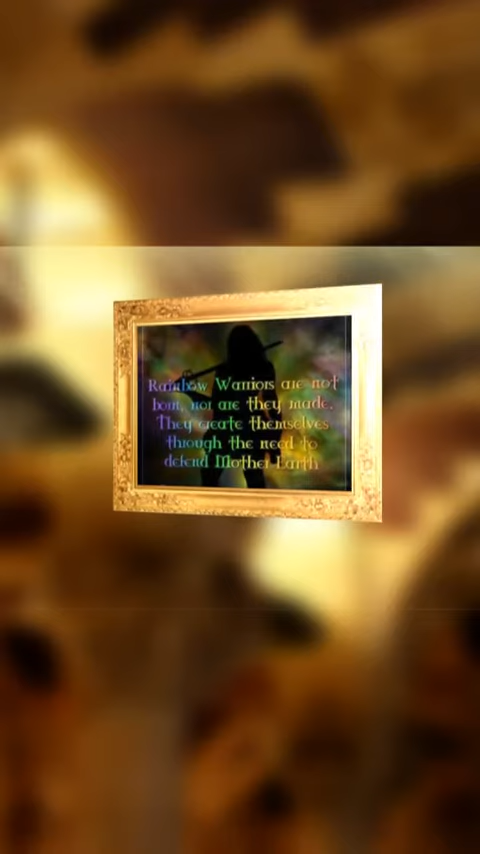 Rainbow Warriors are not
born, nor are they made.
They create themselves
through the need to
defend Mother Earth